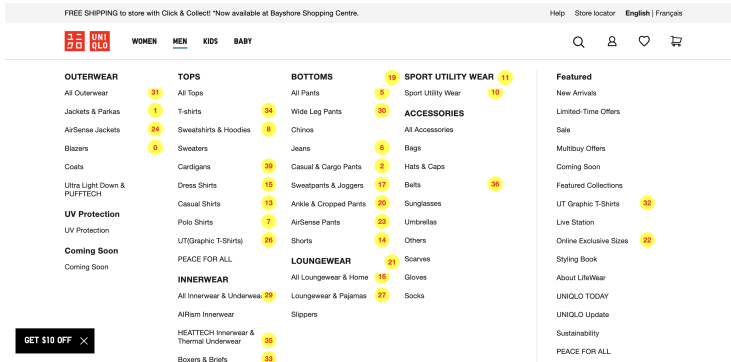 FREE SHIPPING to store with Click & Collect! *Now available at Bayshore Shopping Centre.
Help Store locator English | Français
ユニ
クロ
UNI
QLO
WOMEN MEN KIDS BABY
OUTERWEAR
All Outerwear 31
Jackets & Parkas 1
AirSense Jackets 24
Blazers 0
Coats
Ultra Light Down &
PUFFTECH
UV Protection
UV Protection
Coming Soon
Coming Soon
TOPS
All Tops
T-shirts 34
Sweatshirts & Hoodies 8
Sweaters
Cardigans 39
Dress Shirts 15
Casual Shirts 13
Polo Shirts 7
UT(Graphic T-Shirts) 26
PEACE FOR ALL
INNERWEAR
All Innerwear & Underwear 29
AIRism Innerwear
HEATTECH Innerwear &
Thermal Underwear 35
Boxers & Briefs 33
BOTTOMS 19
All Pants 5
Wide Leg Pants 30
Chinos
Jeans 6
Casual & Cargo Pants 2
Sweatpants & Joggers 17
Ankle & Cropped Pants 20
AirSense Pants 23
Shorts 14
LOUNGEWEAR 21
All Loungewear & Home 16
Loungewear & Pajamas 27
Slippers
SPORT UTILITY WEAR 11
Sport Utility Wear 10
ACCESSORIES
All Accessories
Bags
Hats & Caps
Belts 36
Sunglasses
Umbrellas
Others
Scarves
Gloves
Socks
Featured
New Arrivals
Limited-Time Offers
Sale
Multibuy Offers
Coming Soon
Featured Collections
UT Graphic T-Shirts 32
Live Station
Online Exclusive Sizes 22
Styling Book
About LifeWear
UNIQLO TODAY
UNIQLO Update
Sustainability
PEACE FOR ALL
GET $10 OFF